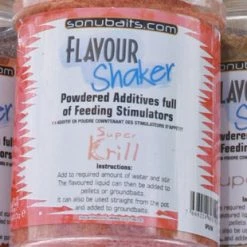 sonubaits.com
FLAVOUR
Shaker
Powdered Additives full
of Feeding Stimulators
Super
Krill
Instructions:
Add to required amount of water and stir.
The flavoured liquid can then be added to
pellets or groundbaits.
It can also be used straight from the pot
and added to groundbaits.